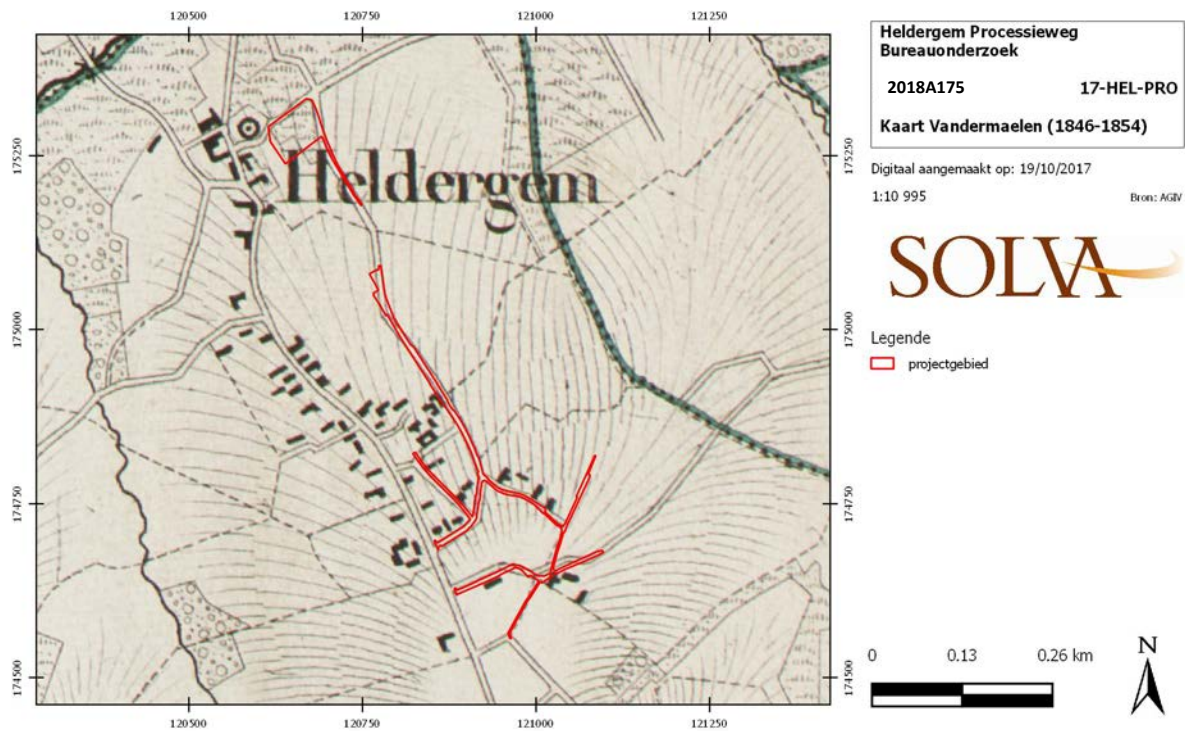 120500 120750 121000 121250
175250 175250
Heldergem
175000 175000
174750 174750
174500 174500
120500 120750 121000 121250
Heldergem Processieweg
Bureauonderzoek
2018A175 17-HEL-PRO
Kaart Vandermaelen (1846-1854)
Digitaal aangemaakt op: 19/10/2017
1:10 995 Bron: AGIV
SOLVA
Legende
projectgebied
N
0 0.13 0.26 km